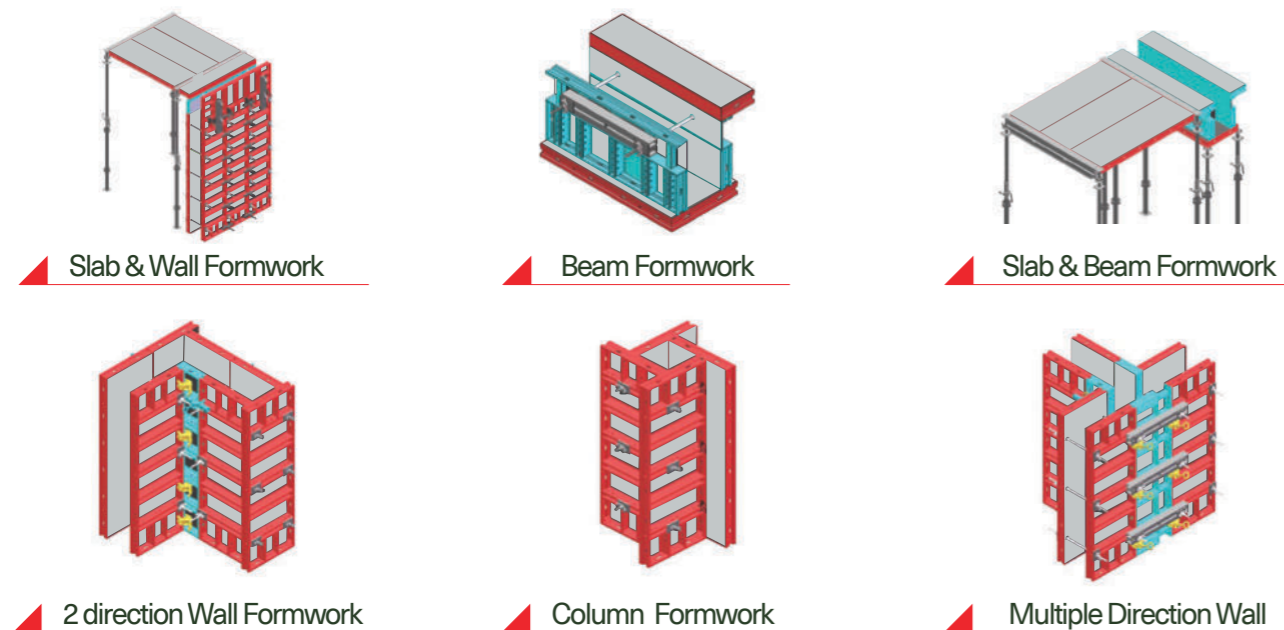 Slab & Wall Formwork
Beam Formwork
Slab & Beam Formwork
2 direction Wall Formwork
Column Formwork
Multiple Direction Wall